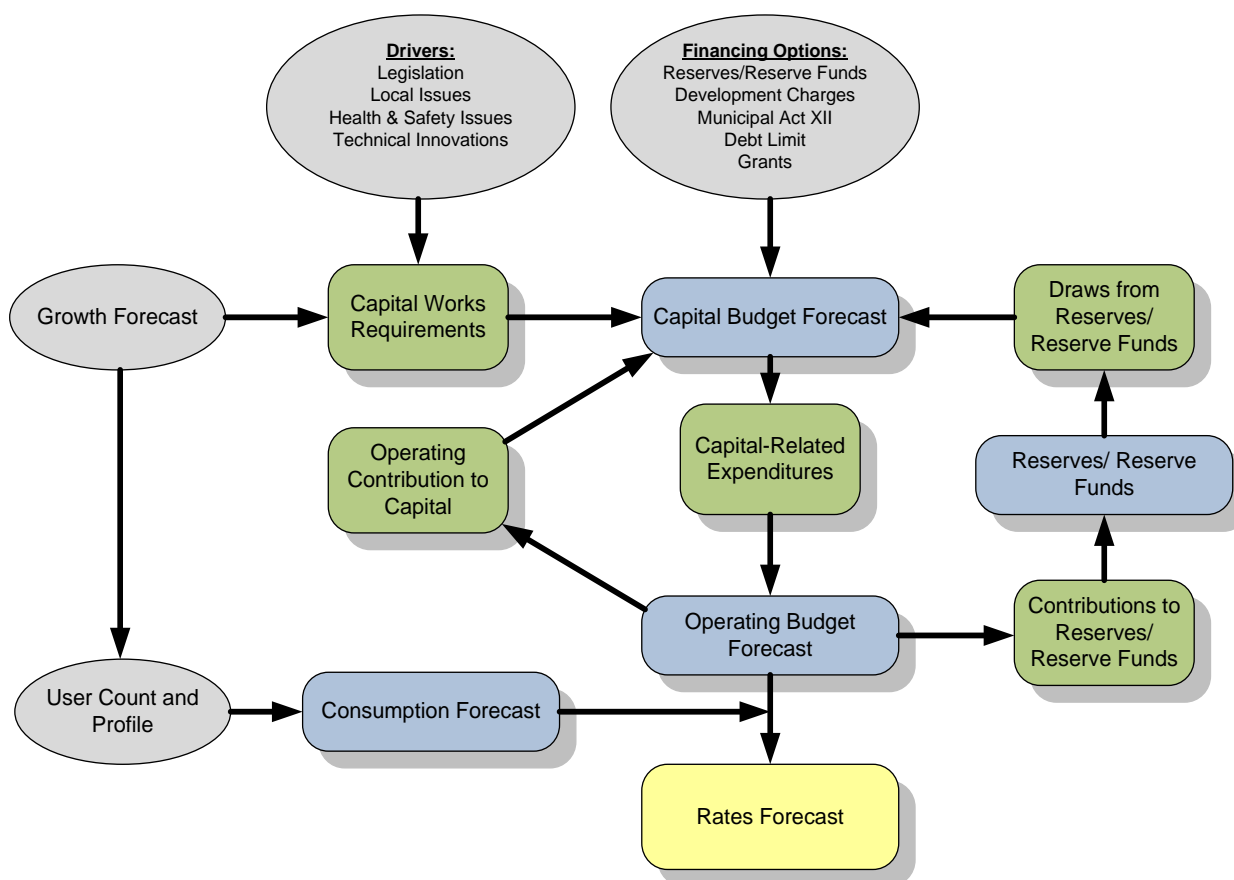 Drivers:
Legislation
Local Issues
Health & Safety Issues
Technical Innovations
Financing Options:
Reserves/Reserve Funds
Development Charges
Municipal Act XII
Debt Limit
Grants
Growth Forecast
Capital Works
Requirements
Capital Budget Forecast
Draws from
Reserves/
Reserve Funds
Operating
Contribution to
Capital
Capital-Related
Expenditures
Reserves/ Reserve
Funds
Operating Budget
Forecast
Contributions to
Reserves/
Reserve Funds
User Count and
Profile
Consumption Forecast
Rates Forecast